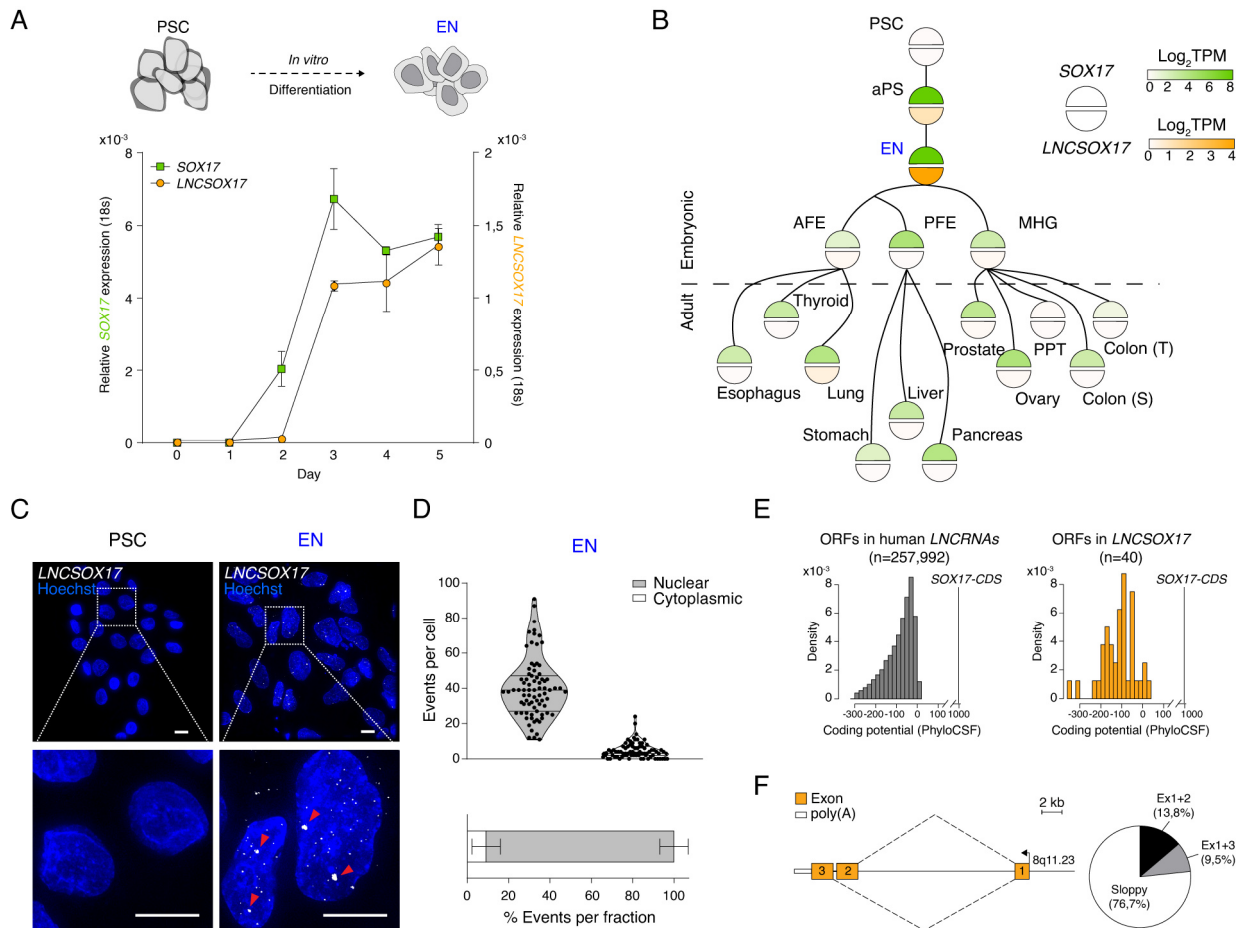 A
PSC
EN
In vitro
Differentiation
x10⁻³
x10⁻³
8
6
4
2
0
2
1,5
1
0,5
0
SOX17
LNCSOX17
Relative SOX17 expression (18s)
Relative LNCSOX17 expression (18s)
0 1 2 3 4 5
Day
B
PSC
aPS
EN
SOX17
LNCSOX17
Log₂TPM
0 2 4 6 8
Log₂TPM
0 1 2 3 4
AFE
PFE
MHG
Embryonic
Adult
Thyroid
Prostate
PPT
Colon (T)
Esophagus
Lung
Liver
Ovary
Colon (S)
Stomach
Pancreas
C
PSC
EN
LNCSOX17
Hoechst
LNCSOX17
Hoechst
D
EN
Nuclear
Cytoplasmic
Events per cell
100
80
60
40
20
0
0 20 40 60 80 100
% Events per fraction
E
ORFs in human LNCRNAs
(n=257,992)
x10⁻³
SOX17-CDS
Density
8
4
0
-300 -200 -100 0 100 1000
Coding potential (PhyloCSF)
ORFs in LNCSOX17
(n=40)
x10⁻³
SOX17-CDS
Density
8
4
0
-300 -200 -100 0 100 1000
Coding potential (PhyloCSF)
F
Exon
poly(A)
2 kb
3 2 1
8q11.23
Ex1+2
(13,8%)
Ex1+3
(9,5%)
Sloppy
(76,7%)